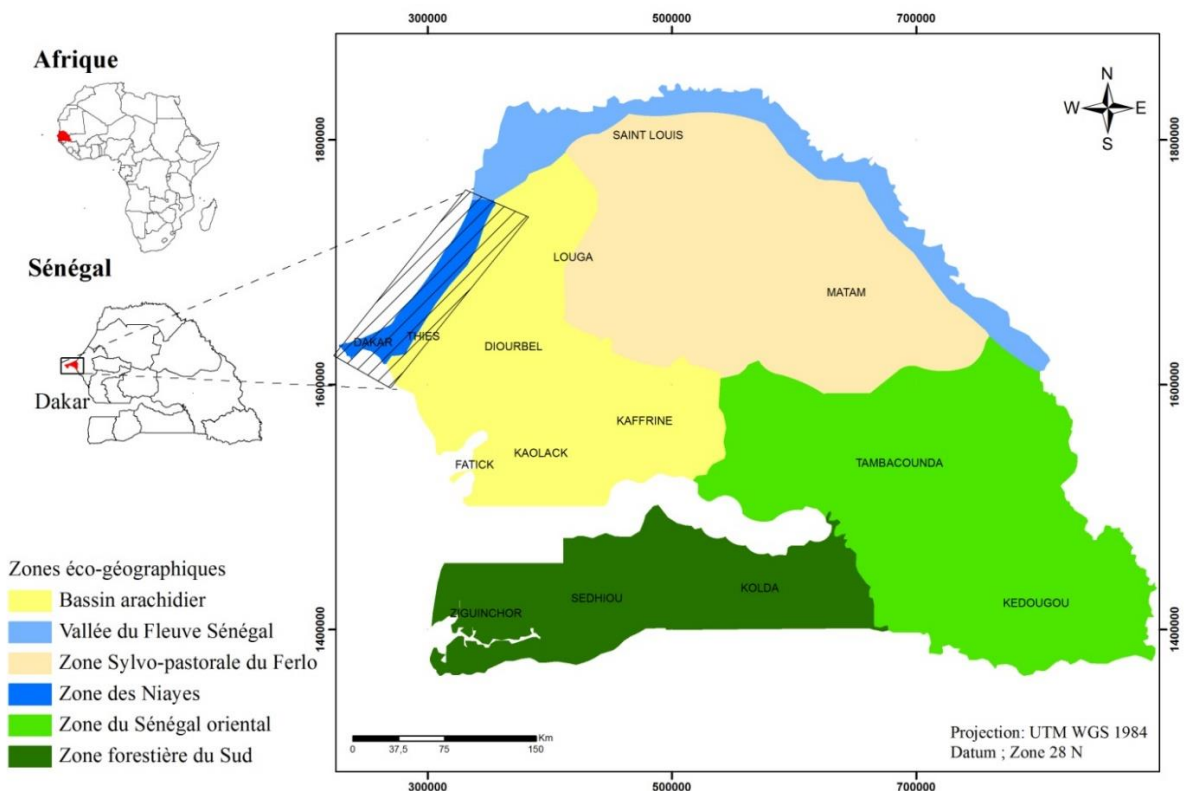 Afrique
Sénégal
Dakar
Zones éco-géographiques
Bassin arachidier
Vallée du Fleuve Sénégal
Zone Sylvo-pastorale du Ferlo
Zone des Niayes
Zone du Sénégal oriental
Zone forestière du Sud
300000 500000 700000
N
W E
S
1800000 1800000
SAINT LOUIS
LOUGA
MATAM
DAKAR THIES
DIOURBEL
1600000 1600000
KAFFRINE
KAOLACK
FATICK
TAMBACOUNDA
KOLDA
SEDHIOU
KEDOUGOU
ZIGUINCHOR
1400000 1400000
Km
0 37,5 75 150
Projection: UTM WGS 1984
Datum ; Zone 28 N
300000 500000 700000